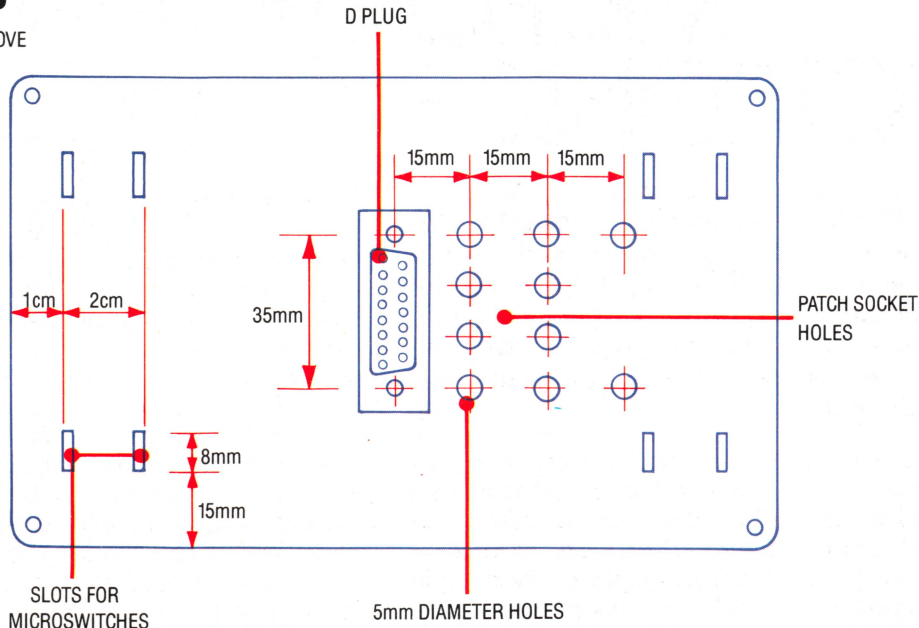 D PLUG
OVE
15mm
15mm
15mm
1cm
2cm
35mm
PATCH SOCKET
HOLES
8mm
15mm
SLOTS FOR
MICROSWITCHES
5mm DIAMETER HOLES